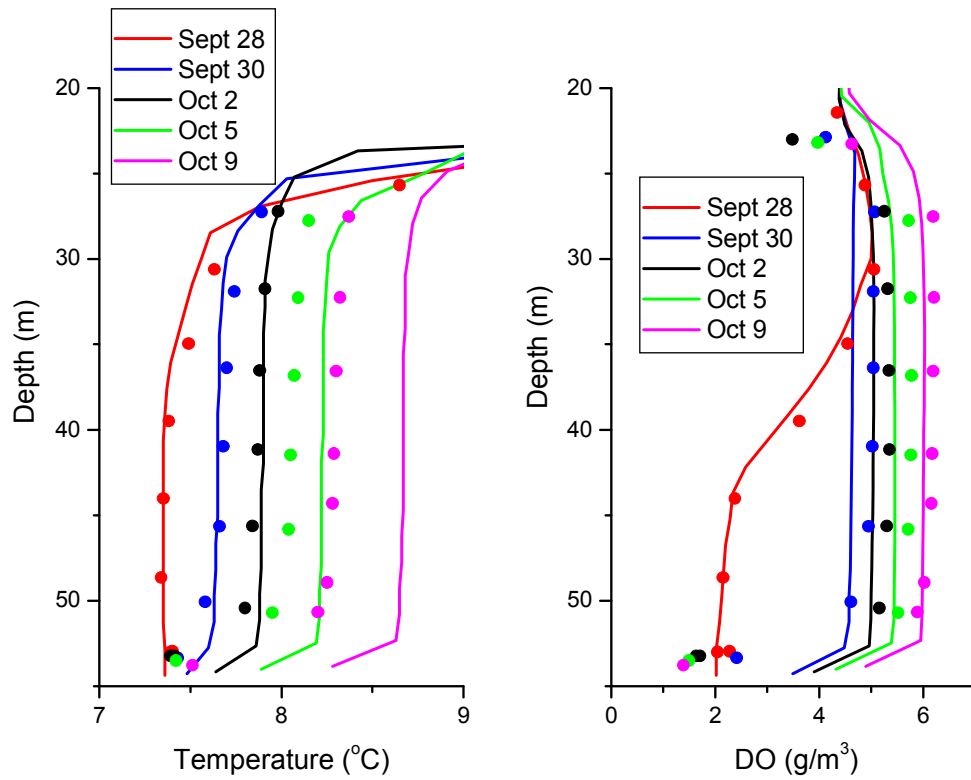 Sept 28
Sept 30
Oct 2
Oct 5
Oct 9
20
30
40
50
7
8
9
Depth (m)
Temperature (°C)
Sept 28
Sept 30
Oct 2
Oct 5
Oct 9
20
30
40
50
0
2
4
6
Depth (m)
DO (g/m³)